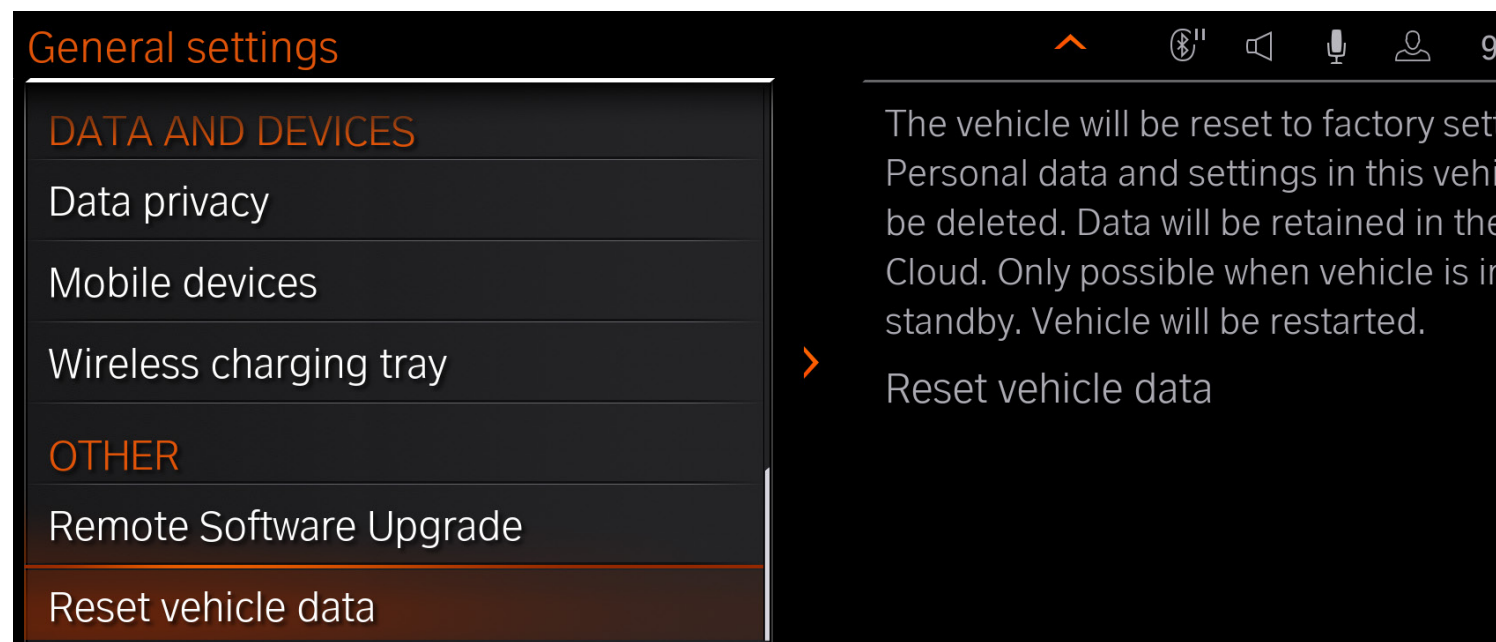 General settings
9
DATA AND DEVICES
Data privacy
Mobile devices
Wireless charging tray
OTHER
Remote Software Upgrade
Reset vehicle data
The vehicle will be reset to factory
Personal data and settings in this
be deleted. Data will be retained in the
Cloud. Only possible when vehicle is
standby. Vehicle will be restarted.
Reset vehicle data